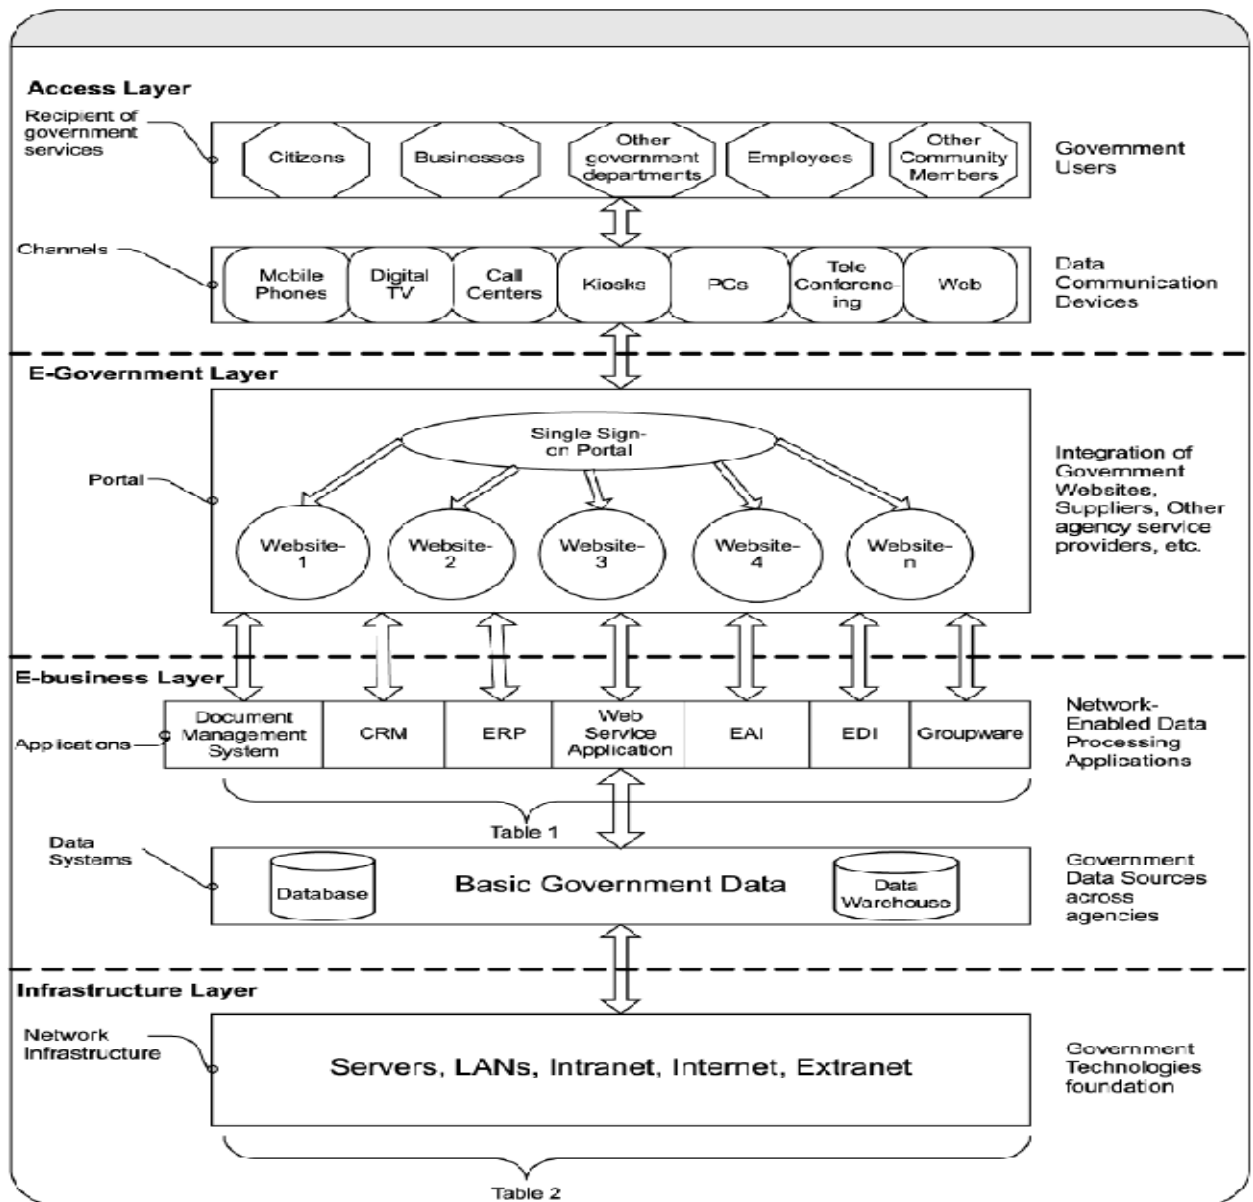 Access Layer
Recipient of
government
services
Citizens
Businesses
Other
government
departments
Employees
Other
Community
Members
Government
Users
Channels
Mobile
Phones
Digital
TV
Call
Centers
Kiosks
PCs
Tele
Conferenc-
ing
Web
Data
Communication
Devices
E-Government Layer
Single Sign-
on Portal
Portal
Website-
1
Website-
2
Website-
3
Website-
4
Website-
n
Integration of
Government
Websites,
Suppliers, Other
agency service
providers, etc.
E-business Layer
Applications
Document
Management
System
CRM
ERP
Web
Service
Application
EAI
EDI
Groupware
Network-
Enabled Data
Processing
Applications
Table 1
Data
Systems
Database
Basic Government Data
Data
Warehouse
Government
Data Sources
across
agencies
Infrastructure Layer
Network
Infrastructure
Servers, LANs, Intranet, Internet, Extranet
Government
Technologies
foundation
Table 2